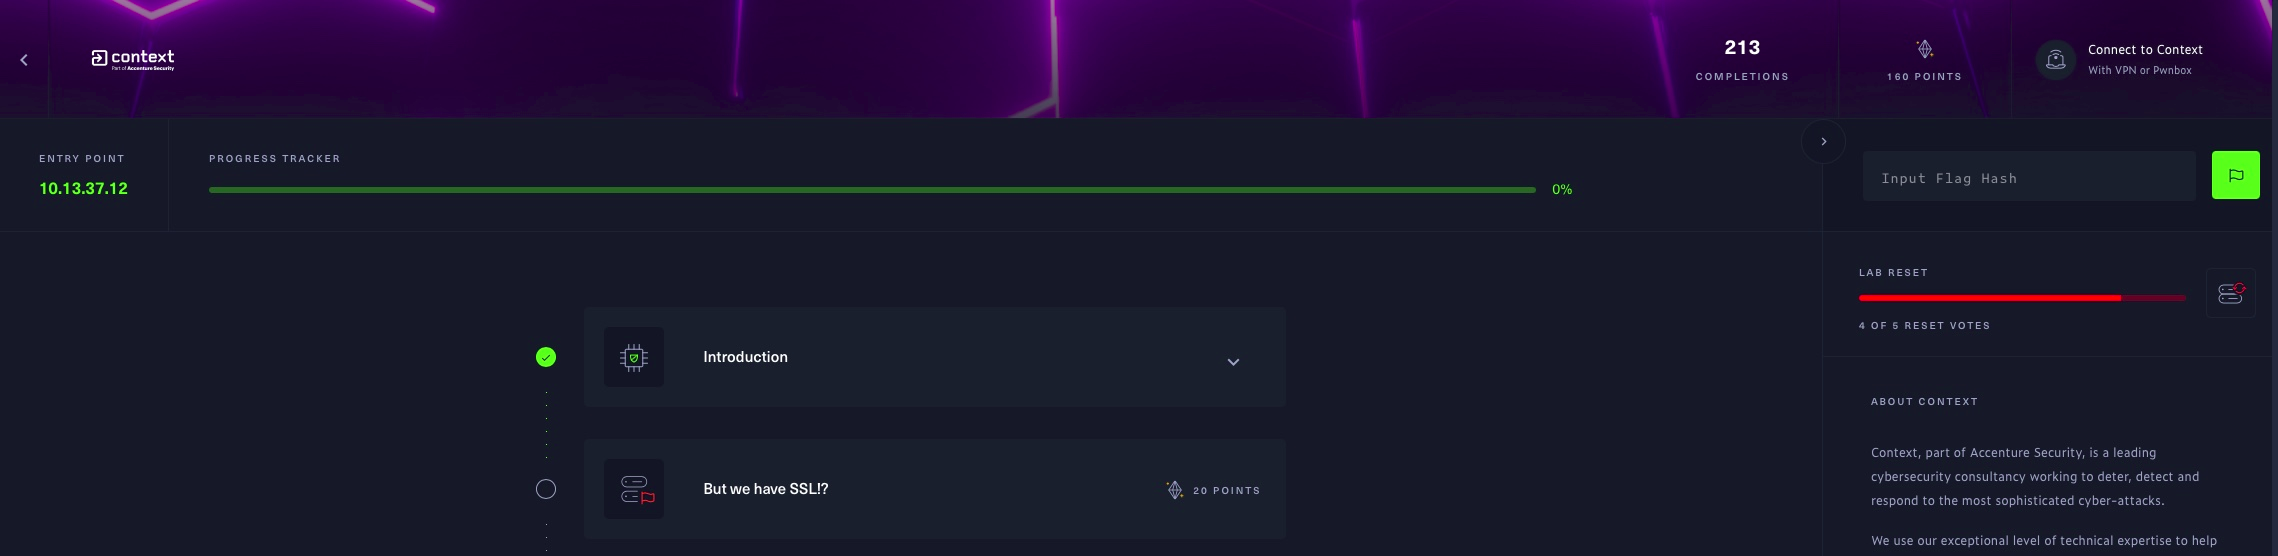 context
Part of Accenture Security
213
COMPLETIONS
160 POINTS
Connect to Context
With VPN or Pwnbox
ENTRY POINT
10.13.37.12
PROGRESS TRACKER
0%
Input Flag Hash
LAB RESET
4 OF 5 RESET VOTES
Introduction
But we have SSL!?
20 POINTS
ABOUT CONTEXT
Context, part of Accenture Security, is a leading
cybersecurity consultancy working to deter, detect and
respond to the most sophisticated cyber-attacks.
We use our exceptional level of technical expertise to help